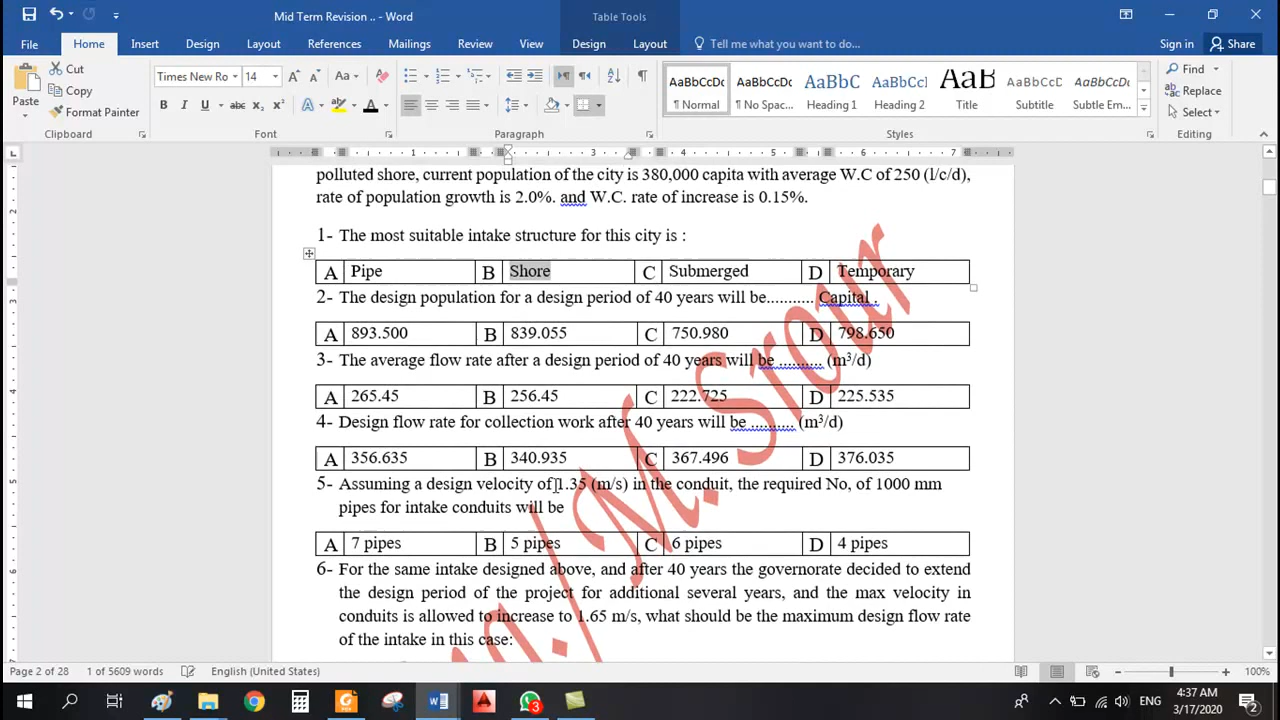 Mid Term Revision .. - Word
Table Tools
File
Home
Insert
Design
Layout
References
Mailings
Review
View
Design
Layout
Tell me what you want to do...
Sign in
Share
Paste
Cut
Copy
Format Painter
Clipboard
Times New Ro
14
Font
Paragraph
AaBbCcDc
¶ Normal
AaBbCcDc
¶ No Spac...
AaBbC
Heading 1
AaBbCcC
Heading 2
AaB
Title
AaBbCcD
Subtitle
AaBbCcD
Subtle Em...
Styles
Find
Replace
Select
Editing
polluted shore, current population of the city is 380,000 capita with average W.C of 250 (l/c/d),
rate of population growth is 2.0%. and W.C. rate of increase is 0.15%.
1- The most suitable intake structure for this city is :
A Pipe B Shore C Submerged D Temporary
2- The design population for a design period of 40 years will be........... Capital .
A 893.500 B 839.055 C 750.980 D 798.650
3- The average flow rate after a design period of 40 years will be .......... (m³/d)
A 265.45 B 256.45 C 222.725 D 225.535
4- Design flow rate for collection work after 40 years will be .......... (m³/d)
A 356.635 B 340.935 C 367.496 D 376.035
5- Assuming a design velocity of 1.35 (m/s) in the conduit, the required No, of 1000 mm
pipes for intake conduits will be
A 7 pipes B 5 pipes C 6 pipes D 4 pipes
6- For the same intake designed above, and after 40 years the governorate decided to extend
the design period of the project for additional several years, and the max velocity in
conduits is allowed to increase to 1.65 m/s, what should be the maximum design flow rate
of the intake in this case:
/M. Srour
Page 2 of 28
1 of 5609 words
English (United States)
100%
3
ENG
4:37 AM
3/17/2020
2